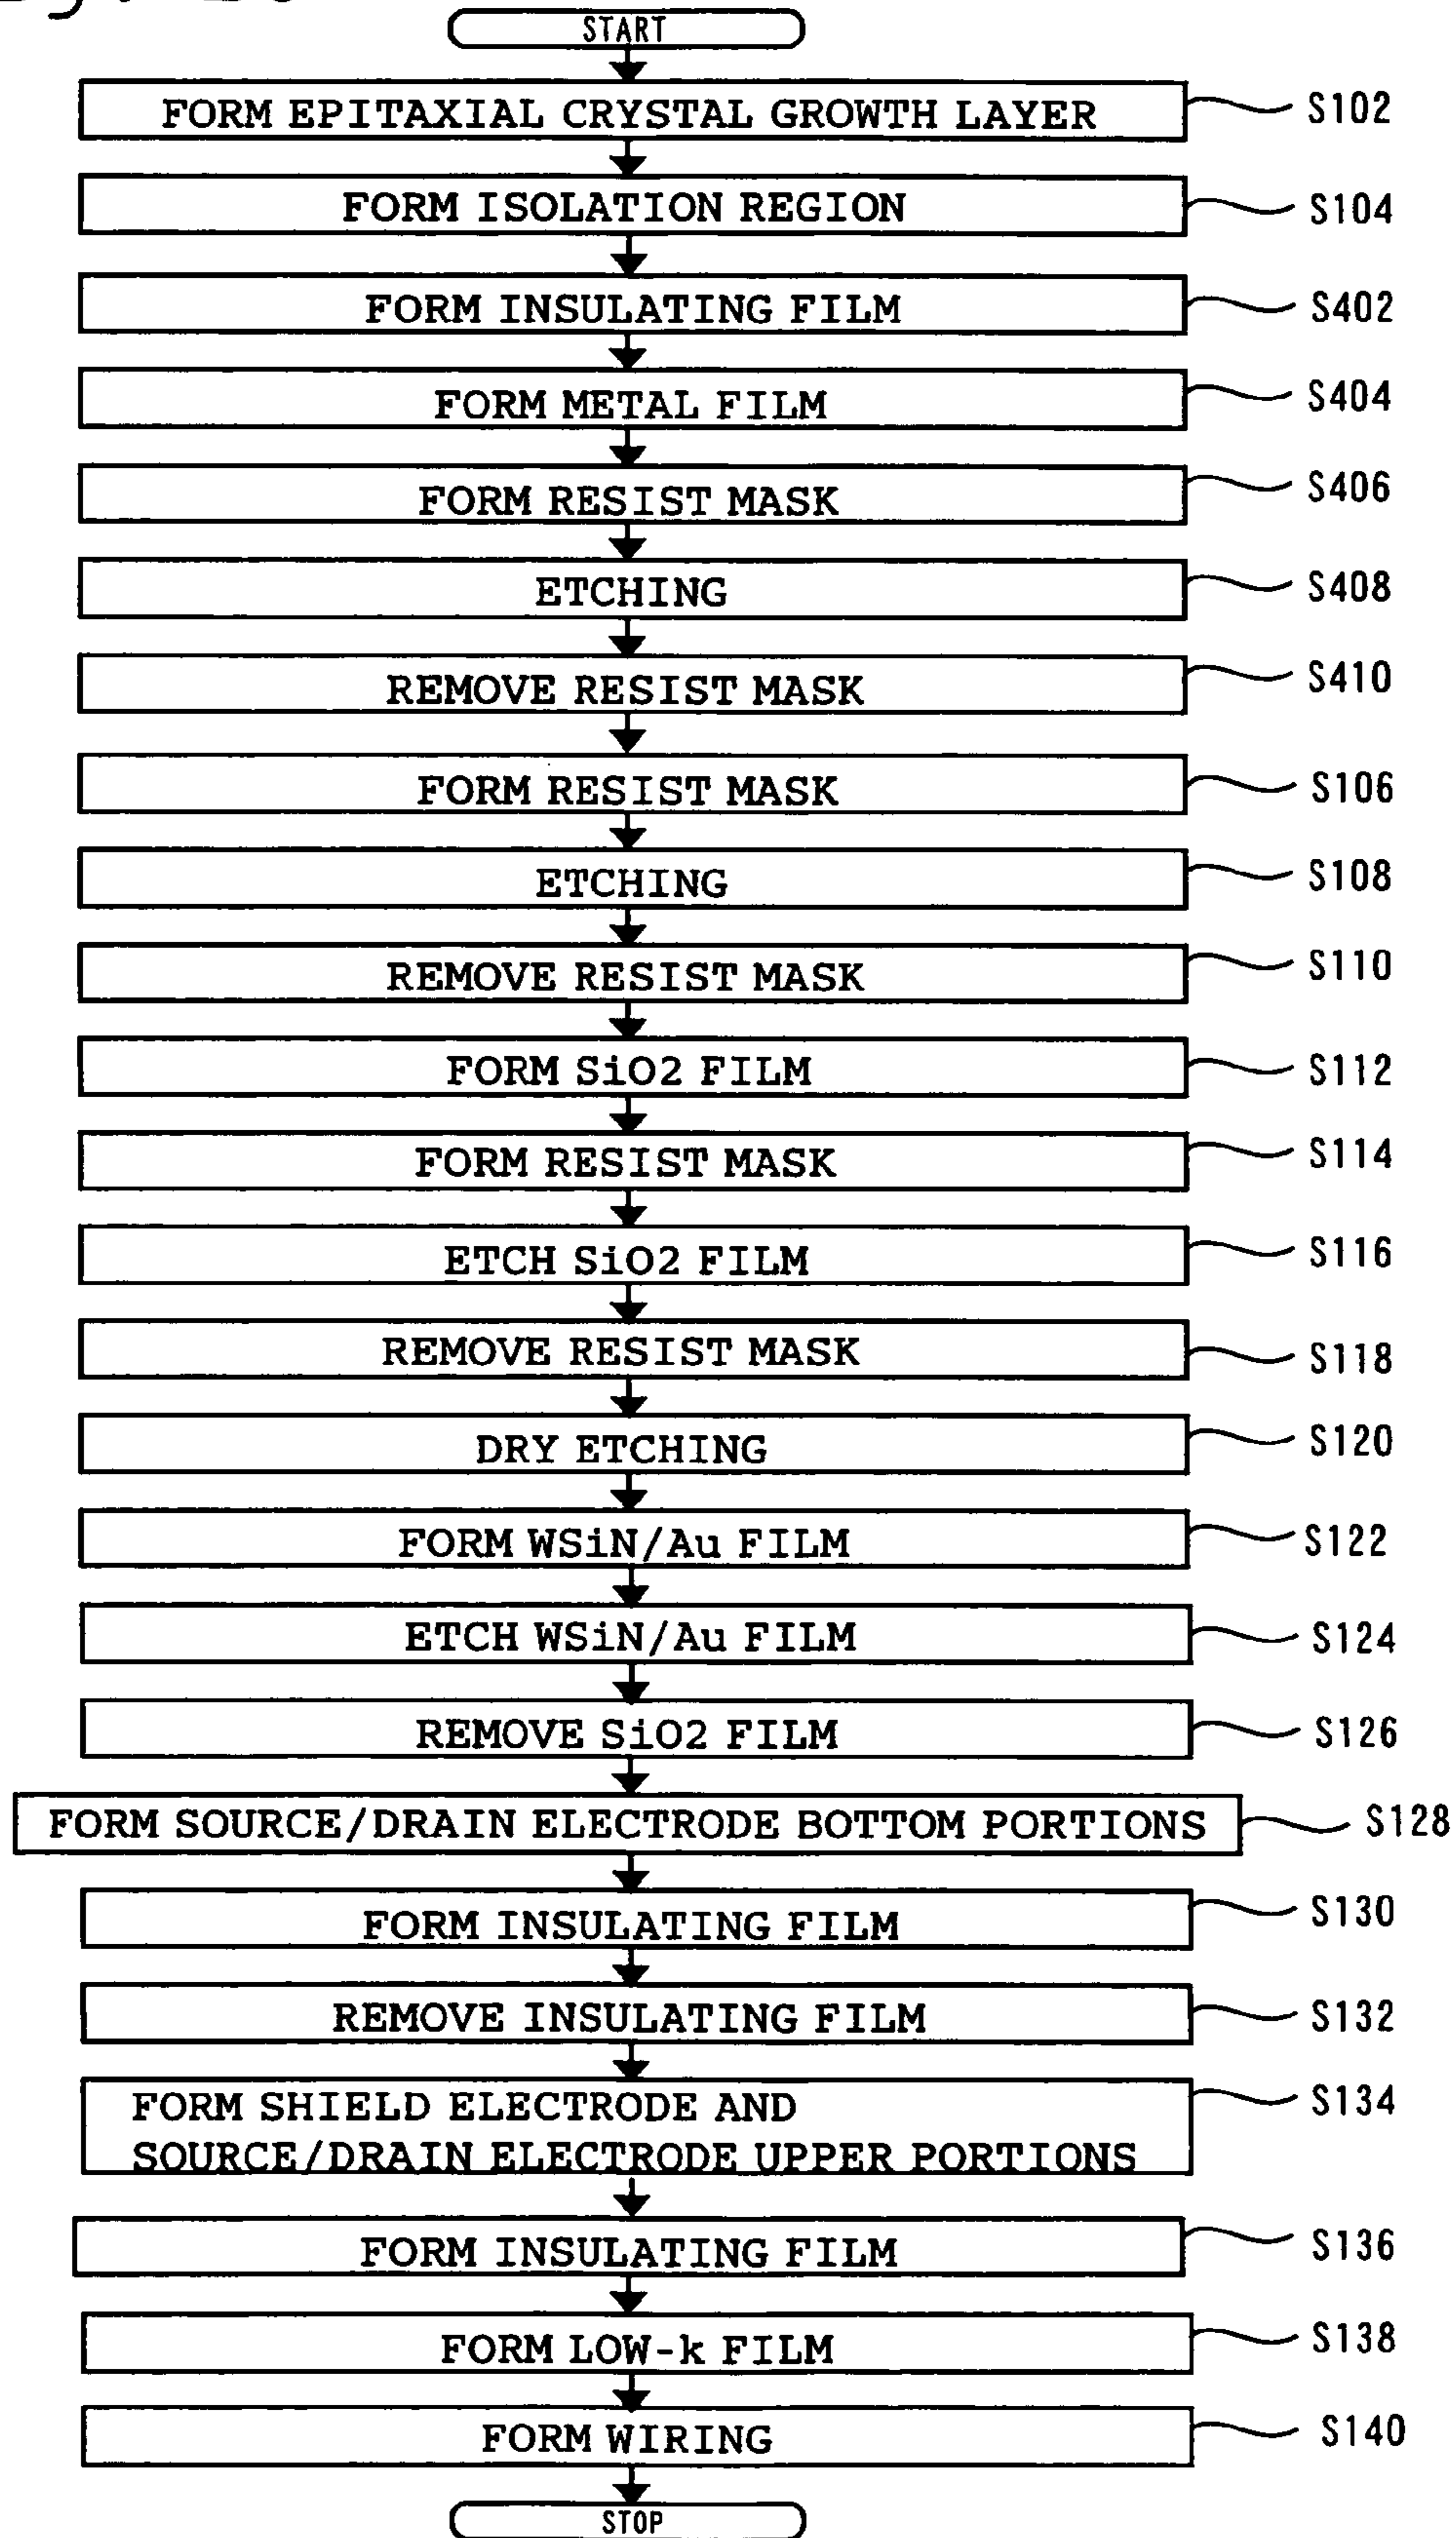 START
FORM EPITAXIAL CRYSTAL GROWTH LAYER S102
FORM ISOLATION REGION S104
FORM INSULATING FILM S402
FORM METAL FILM S404
FORM RESIST MASK S406
ETCHING S408
REMOVE RESIST MASK S410
FORM RESIST MASK S106
ETCHING S108
REMOVE RESIST MASK S110
FORM SiO2 FILM S112
FORM RESIST MASK S114
ETCH SiO2 FILM S116
REMOVE RESIST MASK S118
DRY ETCHING S120
FORM WSiN/Au FILM S122
ETCH WSiN/Au FILM S124
REMOVE SiO2 FILM S126
FORM SOURCE/DRAIN ELECTRODE BOTTOM PORTIONS S128
FORM INSULATING FILM S130
REMOVE INSULATING FILM S132
FORM SHIELD ELECTRODE AND S134
SOURCE/DRAIN ELECTRODE UPPER PORTIONS
FORM INSULATING FILM S136
FORM LOW-k FILM S138
FORM WIRING S140
STOP